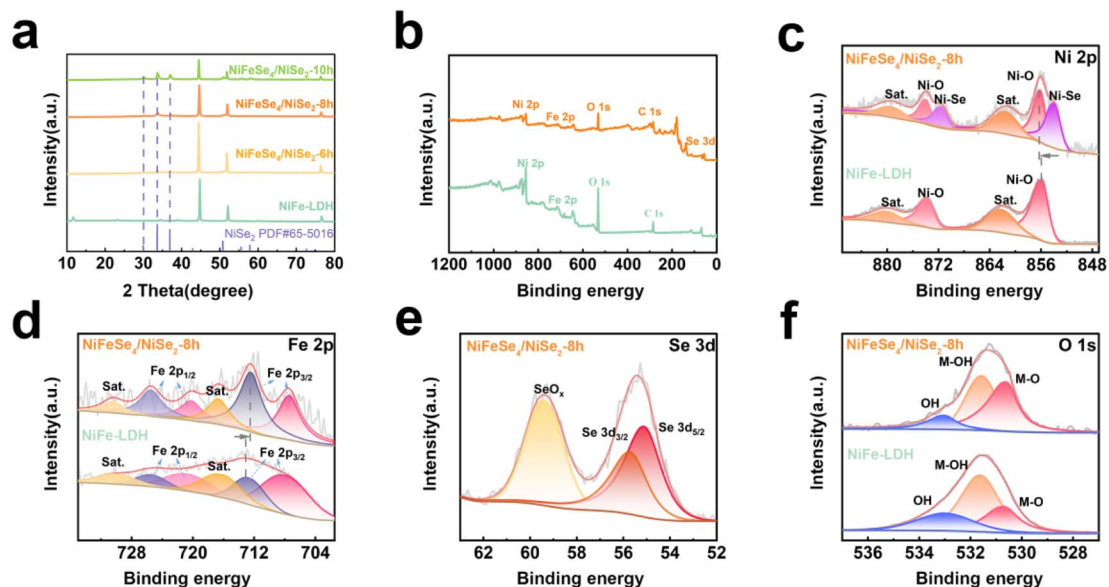 a
Intensity(a.u.)
NiFeSe₄/NiSe₂-10h
NiFeSe₄/NiSe₂-8h
NiFeSe₄/NiSe₂-6h
NiFe-LDH
NiSe₂ PDF#65-5016
10 20 30 40 50 60 70 80
2 Theta(degree)
b
Intensity(a.u.)
Ni 2p
Fe 2p
O 1s
C 1s
Se 3d
Ni 2p
Fe 2p
O 1s
C 1s
1200 1000 800 600 400 200 0
Binding energy
c
Intensity(a.u.)
NiFeSe₄/NiSe₂-8h
Ni 2p
Sat.
Ni-O
Ni-Se
Sat.
Ni-O
Ni-Se
NiFe-LDH
Sat.
Ni-O
Sat.
Ni-O
880 872 864 856 848
Binding energy
d
Intensity(a.u.)
NiFeSe₄/NiSe₂-8h
Fe 2p
Sat.
Fe 2p₁/₂
Sat.
Fe 2p₃/₂
NiFe-LDH
Sat.
Fe 2p₁/₂
Sat.
Fe 2p₃/₂
728 720 712 704
Binding energy
e
Intensity(a.u.)
NiFeSe₄/NiSe₂-8h
Se 3d
SeOₓ
Se 3d₃/₂
Se 3d₅/₂
62 60 58 56 54 52
Binding energy
f
Intensity(a.u.)
NiFeSe₄/NiSe₂-8h
O 1s
M-OH
M-O
OH
NiFe-LDH
M-OH
OH
M-O
536 534 532 530 528
Binding energy